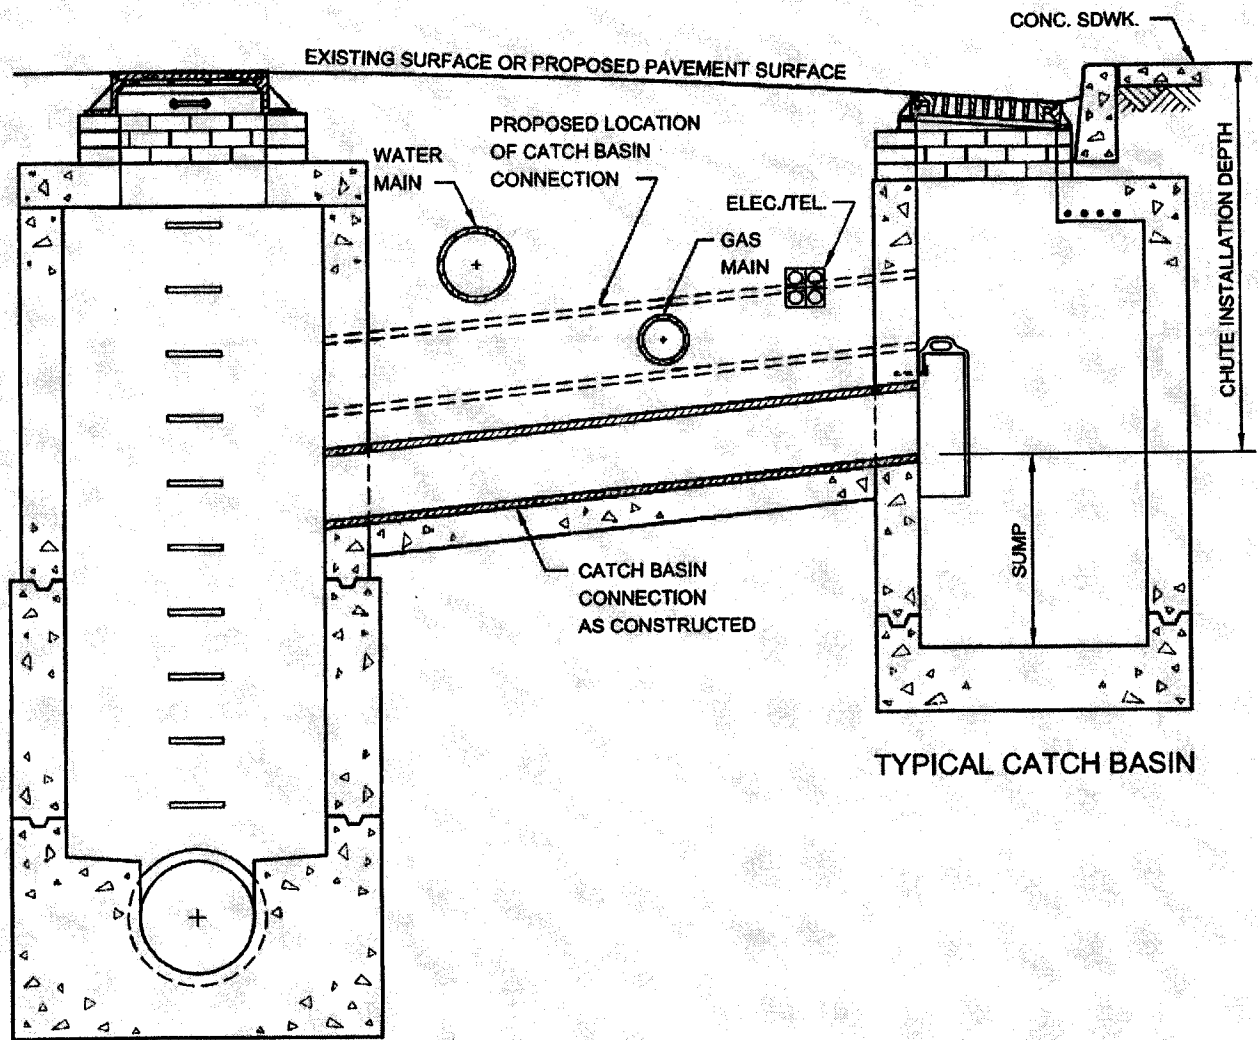 CONC. SDWK.
EXISTING SURFACE OR PROPOSED PAVEMENT SURFACE
PROPOSED LOCATION
OF CATCH BASIN
CONNECTION
WATER
MAIN
ELEC./TEL.
GAS
MAIN
CHUTE INSTALLATION DEPTH
SUMP
CATCH BASIN
CONNECTION
AS CONSTRUCTED
TYPICAL CATCH BASIN